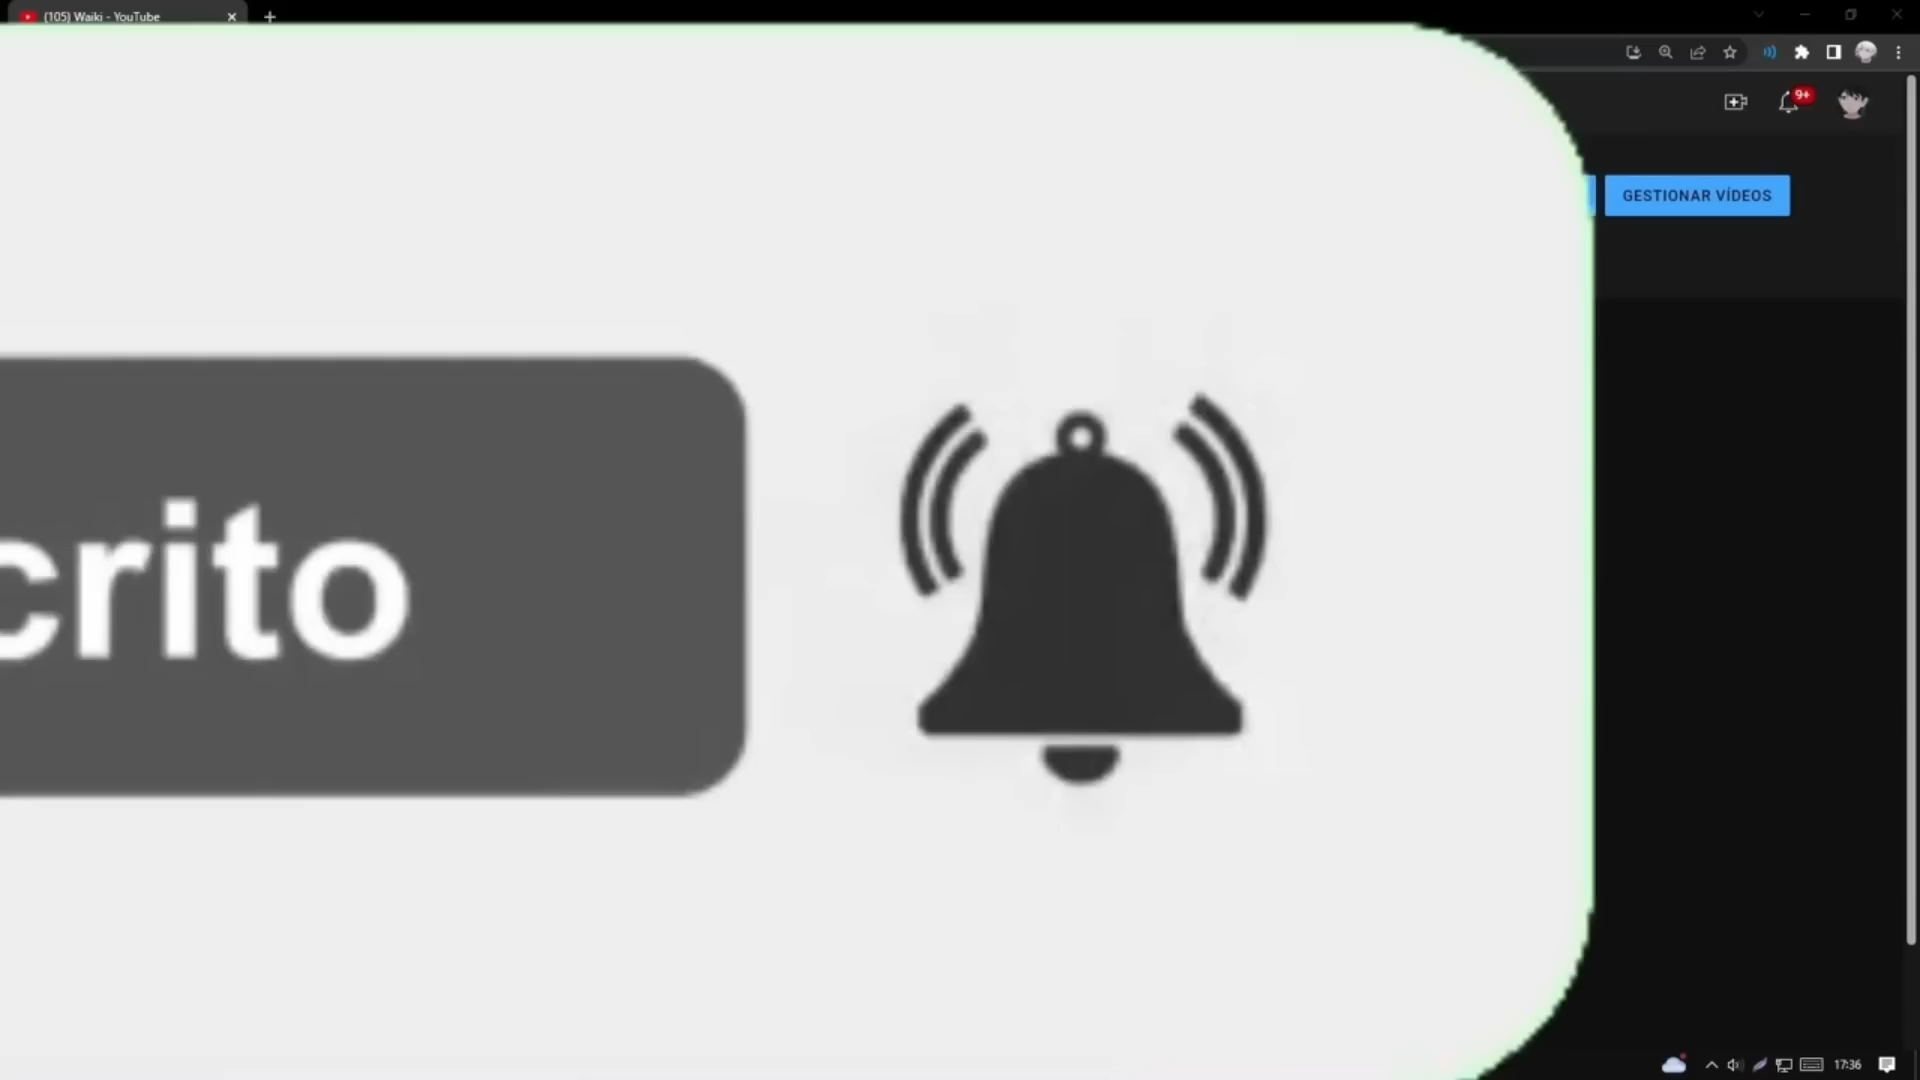 (105) Waiki - YouTube
9+
GESTIONAR VÍDEOS
crito
17:36